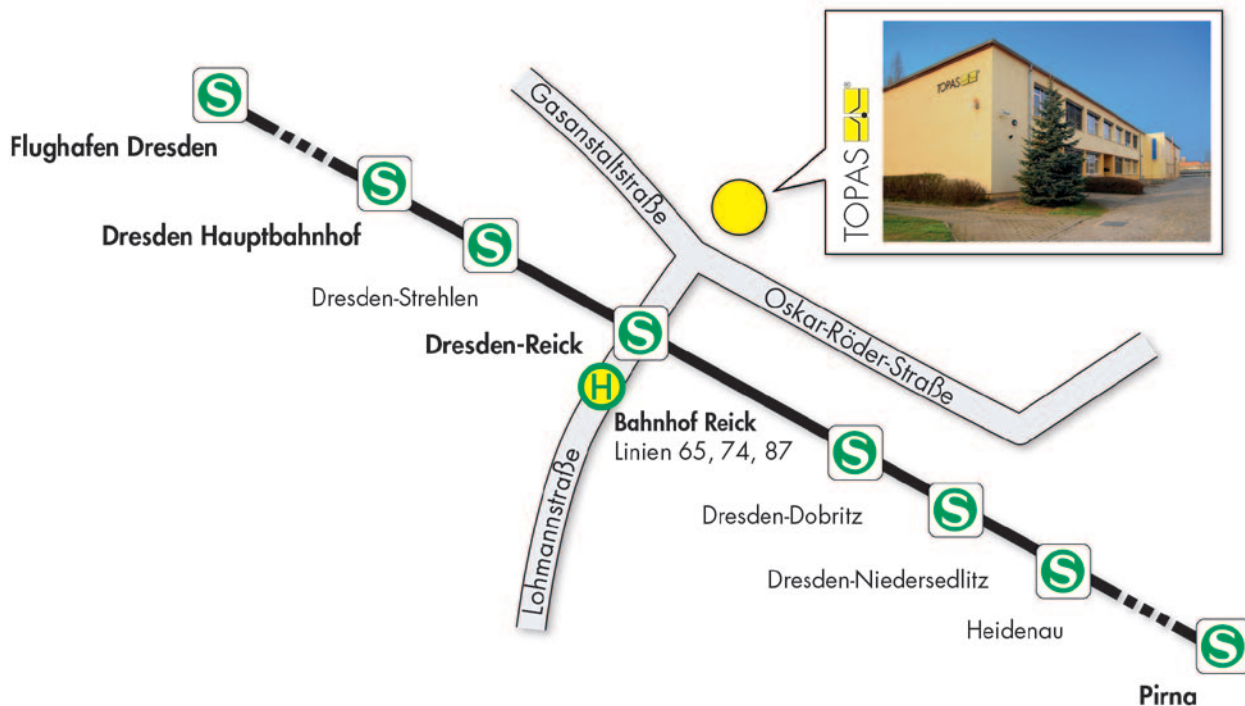 S
Flughafen Dresden
S
Dresden Hauptbahnhof
S
Dresden-Strehlen
S
Dresden-Reick
H
Bahnhof Reick
Linien 65, 74, 87
Gasanstaltstraße
Oskar-Röder-Straße
Lohmannstraße
TOPAS®
TOPAS®
S
Dresden-Dobritz
S
Dresden-Niedersedlitz
S
Heidenau
S
Pirna